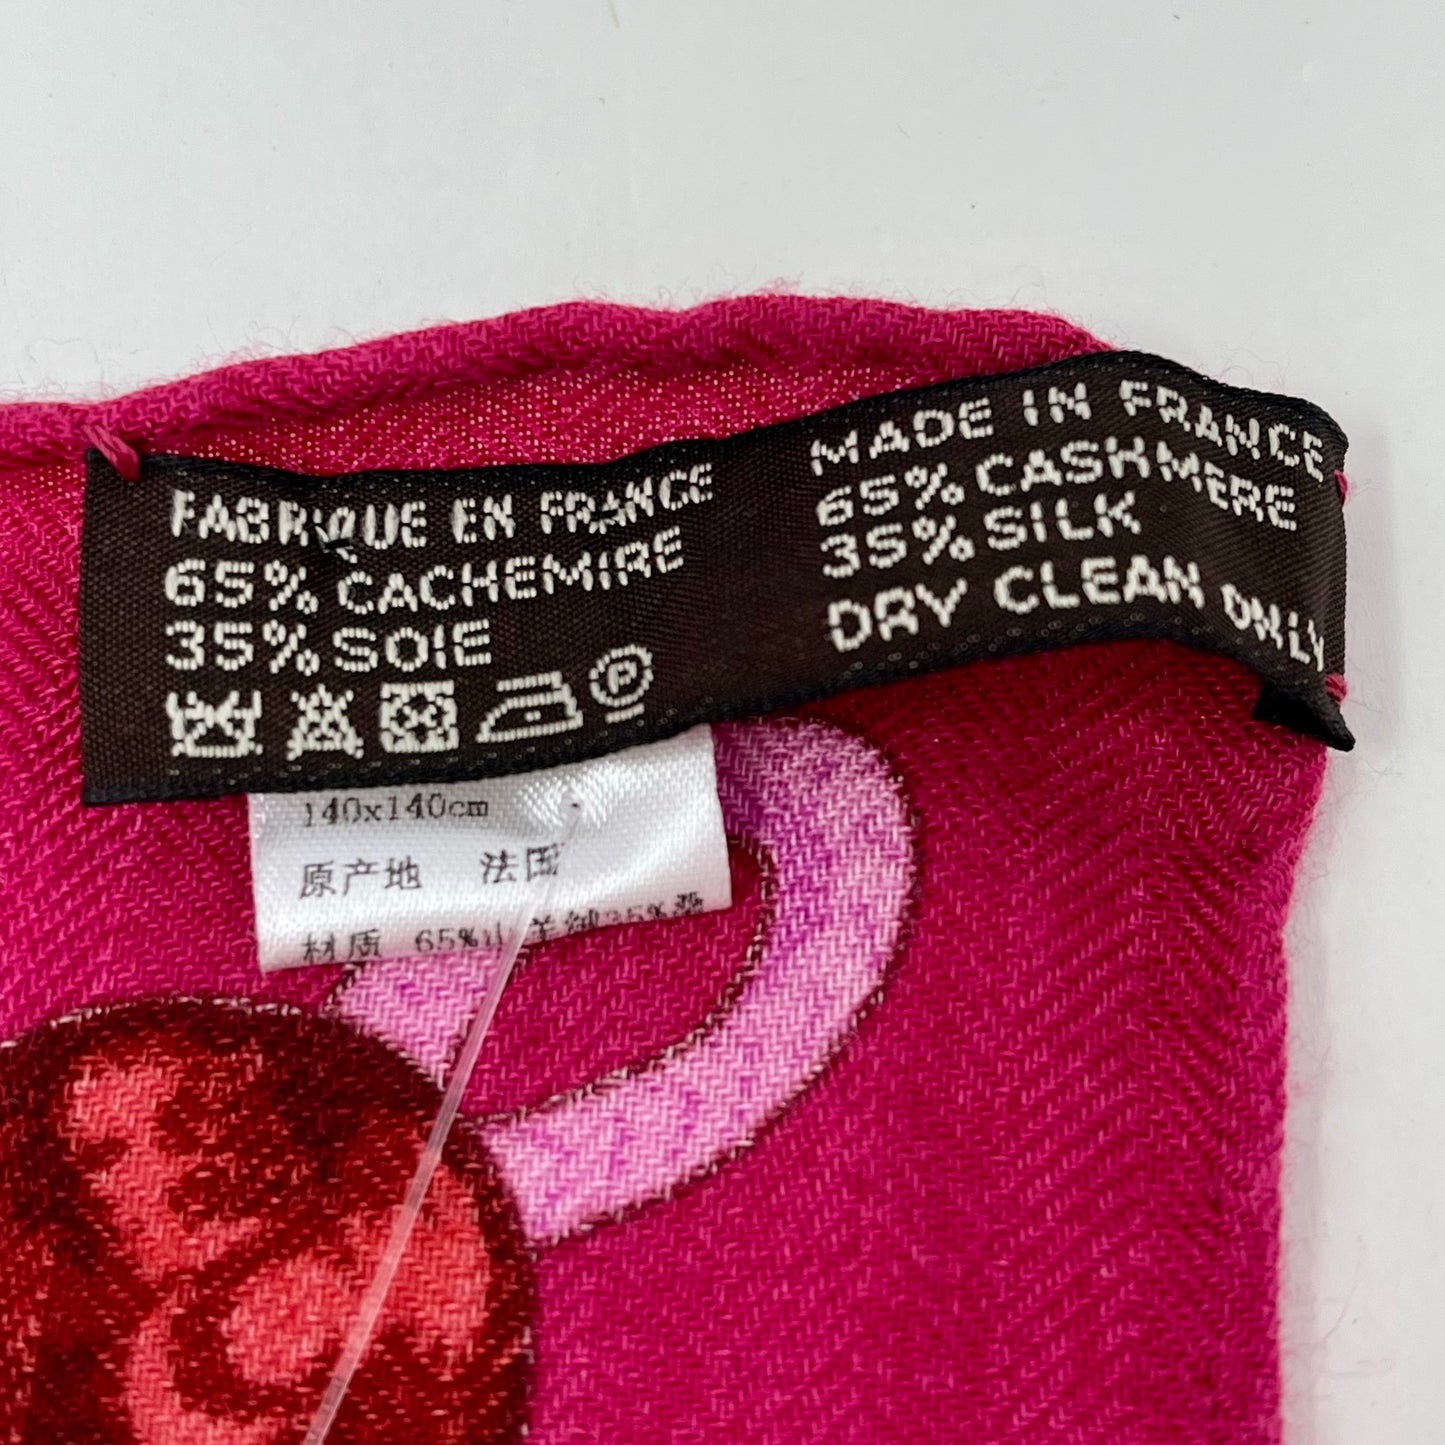 FABRIQUE EN FRANCE
65% CACHEMIRE
35% SOIE
P
MADE IN FRANCE
65% CASHMERE
35% SILK
DRY CLEAN ONLY
140x140cm
原产地 法国
材质 65%山羊绒35%桑